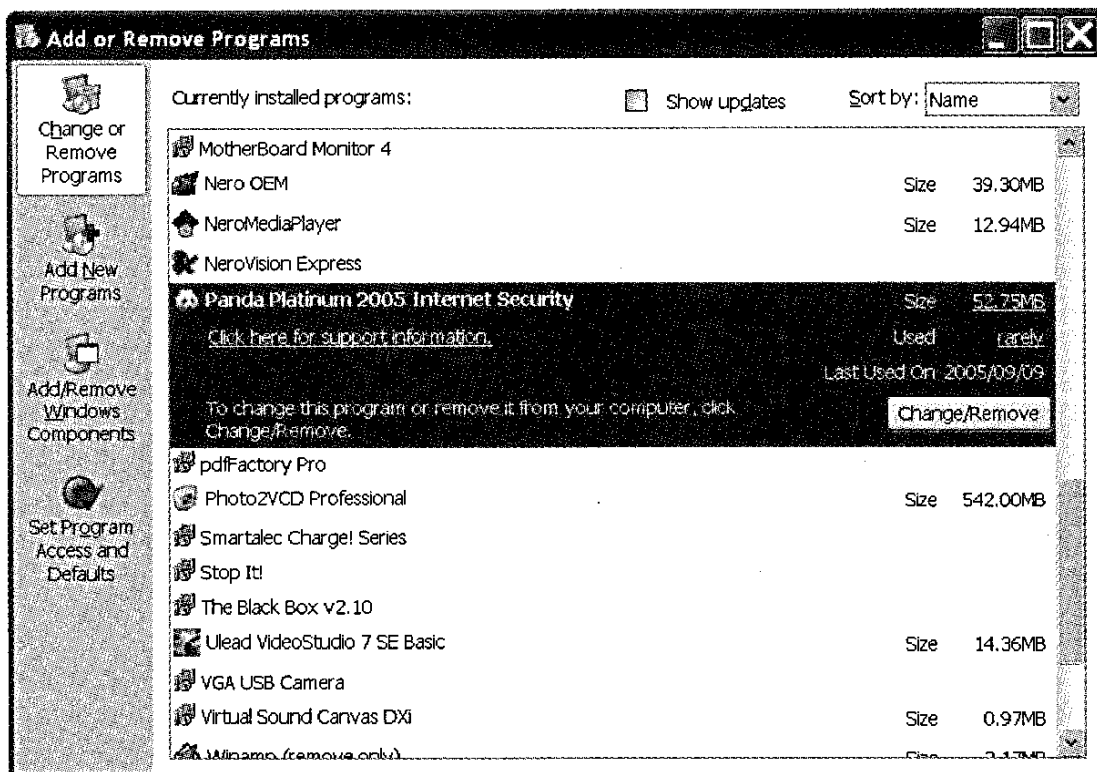 Add or Remove Programs
Change or
Remove
Programs
Add New
Programs
Add/Remove
Windows
Components
Set Program
Access and
Defaults
Currently installed programs:
Show updates
Sort by: Name
MotherBoard Monitor 4
Nero OEM Size 39.30MB
NeroMediaPlayer Size 12.94MB
NeroVision Express
Panda Platinum 2005 Internet Security Size 52.75MB
Click here for support information. Used rarely
Last Used On 2005/09/09
To change this program or remove it from your computer, click
Change/Remove.
Change/Remove
pdfFactory Pro
Photo2VCD Professional Size 542.00MB
Smartalec Charge! Series
Stop It!
The Black Box v2.10
Ulead VideoStudio 7 SE Basic Size 14.36MB
VGA USB Camera
Virtual Sound Canvas DXi Size 0.97MB
Winamp (remove only) Size